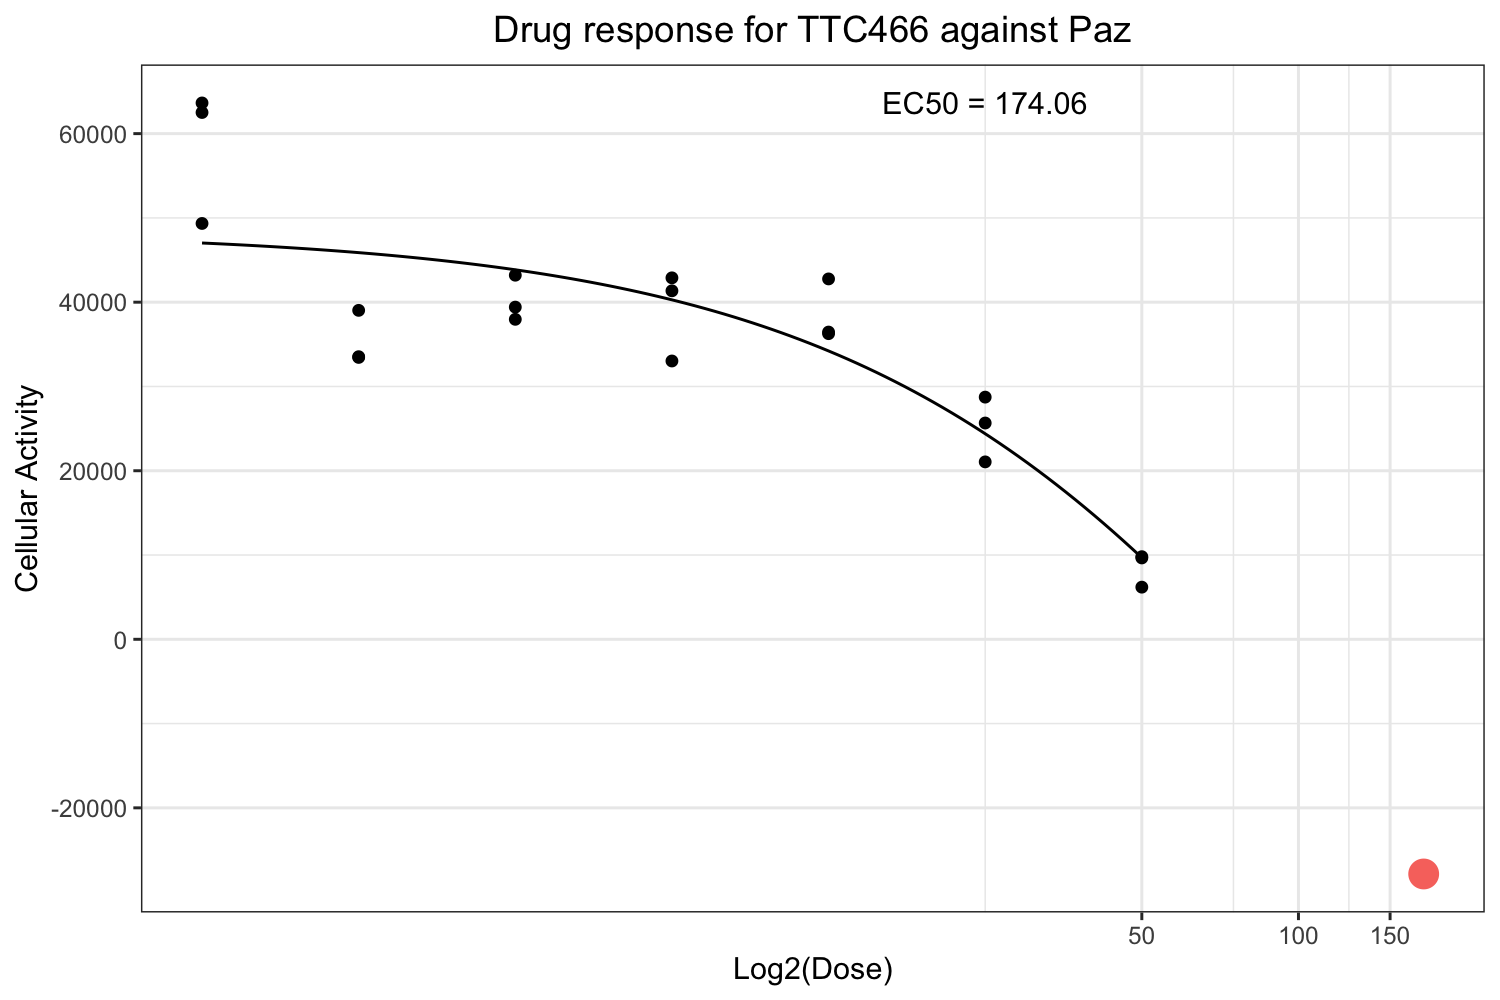 Drug response for TTC466 against Paz
EC50 = 174.06
60000
40000
20000
0
-20000
Cellular Activity
50 100 150
Log2(Dose)